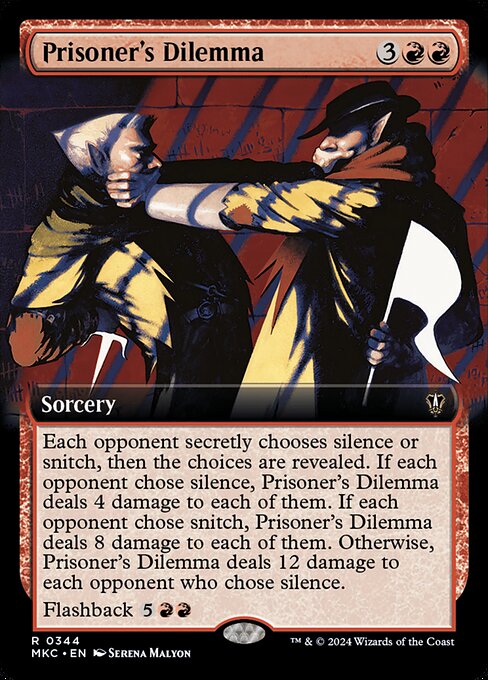 Prisoner's Dilemma 3
Sorcery
Each opponent secretly chooses silence or
snitch, then the choices are revealed. If each
opponent chose silence, Prisoner's Dilemma
deals 4 damage to each of them. If each
opponent chose snitch, Prisoner's Dilemma
deals 8 damage to each of them. Otherwise,
Prisoner's Dilemma deals 12 damage to
each opponent who chose silence.
Flashback 5
R 0344
MKC • EN SERENA MALYON
™ & © 2024 Wizards of the Coast